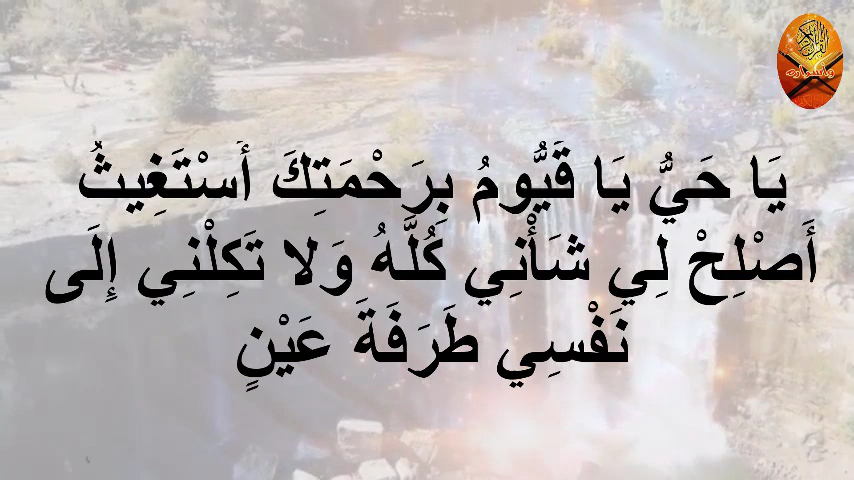 يَا حَيُّ يَا قَيُّومُ بِرَحْمَتِكَ أَسْتَغِيثُ
أَصْلِحْ لِي شَأْنِي كُلَّهُ وَلا تَكِلْنِي إِلَى
نَفْسِي طَرَفَةَ عَيْنٍ